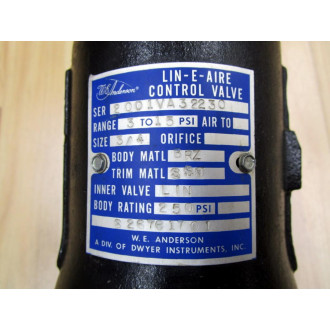 W.E. Anderson®
LIN-E-AIRE
CONTROL VALVE
SER 2001VA32230
RANGE 3 TO 15 PSI AIR TO
SIZE 3/4 ORIFICE
BODY MATL BRZ
TRIM MATL
INNER VALVE LIN
BODY RATING 250 PSI
W. E. ANDERSON
A DIV. OF DWYER INSTRUMENTS, INC.